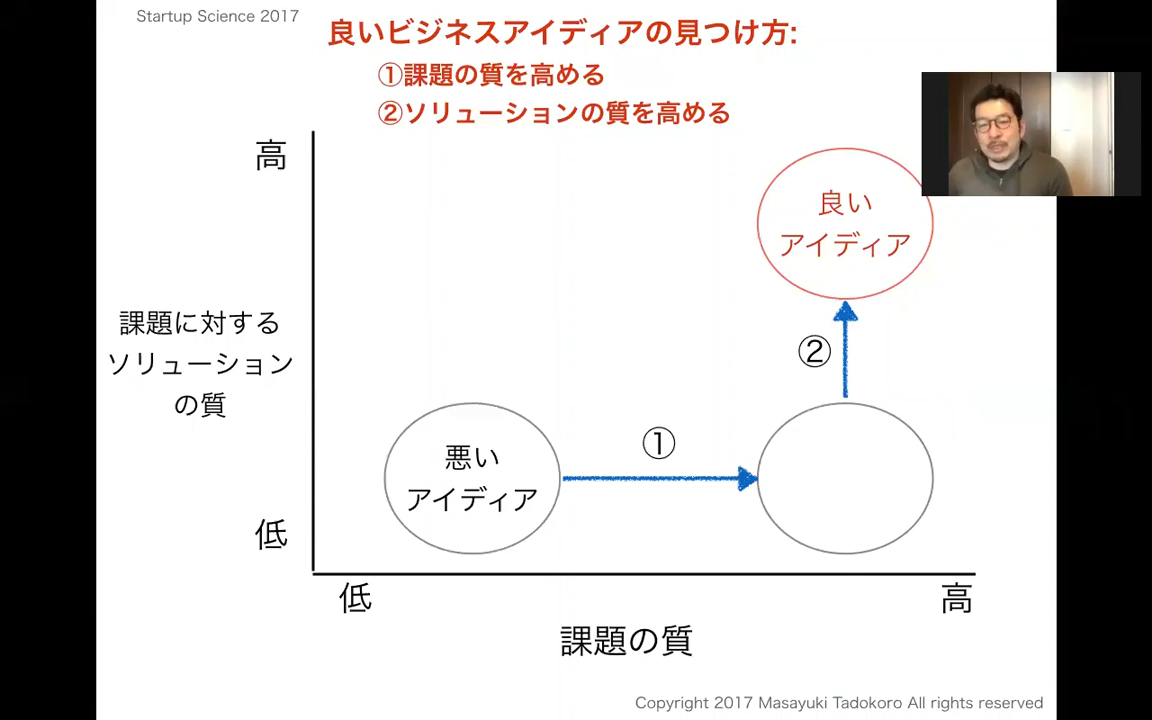 Startup Science 2017
良いビジネスアイディアの見つけ方:
①課題の質を高める
②ソリューションの質を高める
高
良い
アイディア
課題に対する
ソリューション
の質
②
①
悪い
アイディア
低
低
高
課題の質
Copyright 2017 Masayuki Tadokoro All rights reserved